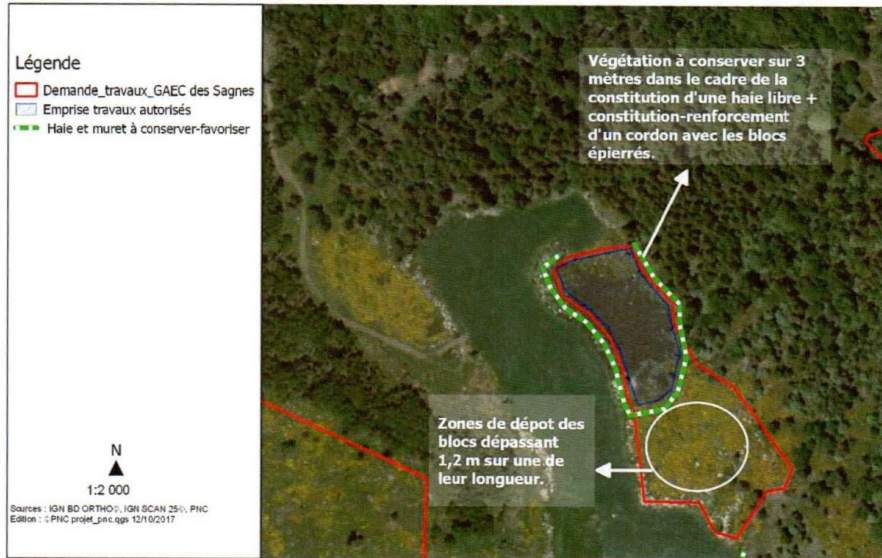 Légende
Demande_travaux_GAEC des Sagnes
Emprise travaux autorisés
Haie et muret à conserver-favoriser
N
1:2 000
Sources : IGN BD ORTHO©, IGN SCAN 25©, PNC
Edition : ©PNC projet_pnc.qgs 12/10/2017
Végétation à conserver sur 3
mètres dans le cadre de la
constitution d'une haie libre +
constitution-renforcement
d'un cordon avec les blocs
épierrés.
Zones de dépot des
blocs dépassant
1,2 m sur une de
leur longueur.